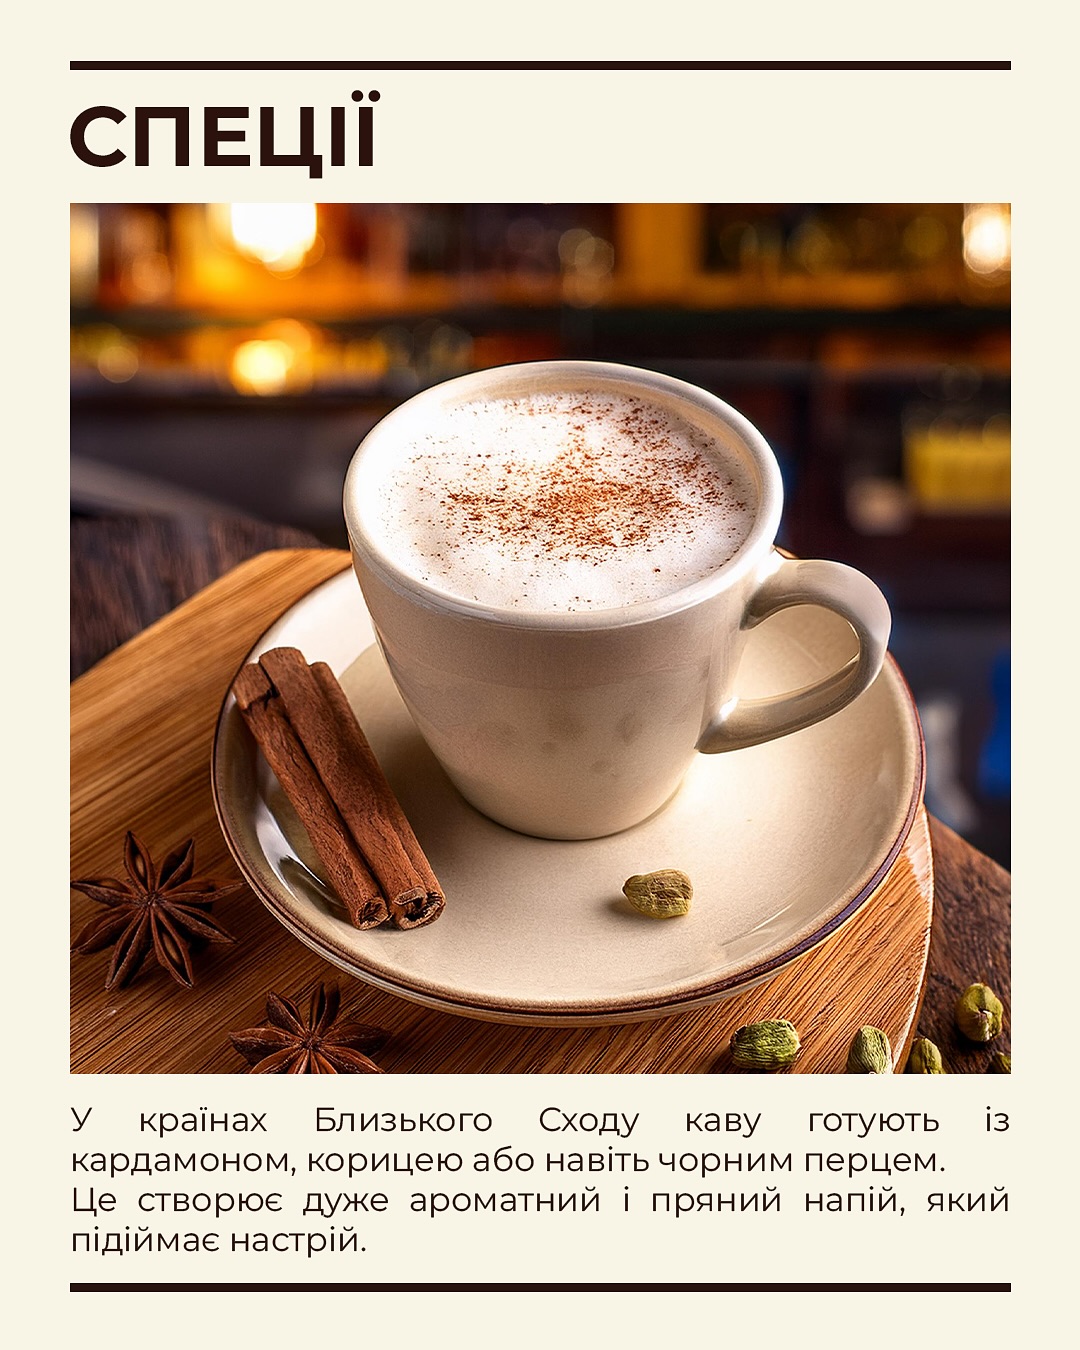 СПЕЦІЇ
У країнах Близького Сходу каву готують із
кардамоном, корицею або навіть чорним перцем.
Це створює дуже ароматний і пряний напій, який
підіймає настрій.